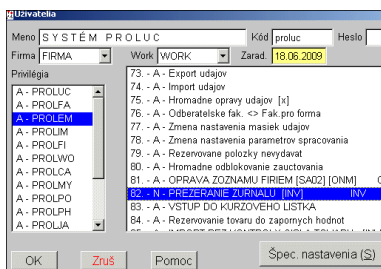 Užívatelia
Meno SYSTÉM PROLUC Kód proluc Heslo
Firma FIRMA Work WORK Zarad. 18.06.2009
Privilégia
A - PROLUC
A - PROLFA
A - PROLEM
A - PROLIM
A - PROLFI
A - PROLWO
A - PROLCA
A - PROLMY
A - PROLPO
A - PROLPH
A - PROLJA
73. - A - Export udajov
74. - A - Import udajov
75. - A - Hromadne opravy udajov [x]
76. - A - Odberatelske fak. <> Fak.pro forma
77. - A - Zmena nastavenia masiek udajov
78. - A - Zmena nastavenia parametrov spracovania
79. - A - Rezervovane polozky nevydavat
80. - A - Hromadne odblokovanie zauctovania
81. - A - OPRAVA ZOZNAMU FIRIEM [SA02] [ONM]
82. - N - PREZERANIE ZURNALU [INV] INV
83. - A - VSTUP DO KURZOVEHO LISTKA
84. - A - Rezervovanie tovaru do zapornych hodnot
OK Zruš Pomoc Špec. nastavenia (S)